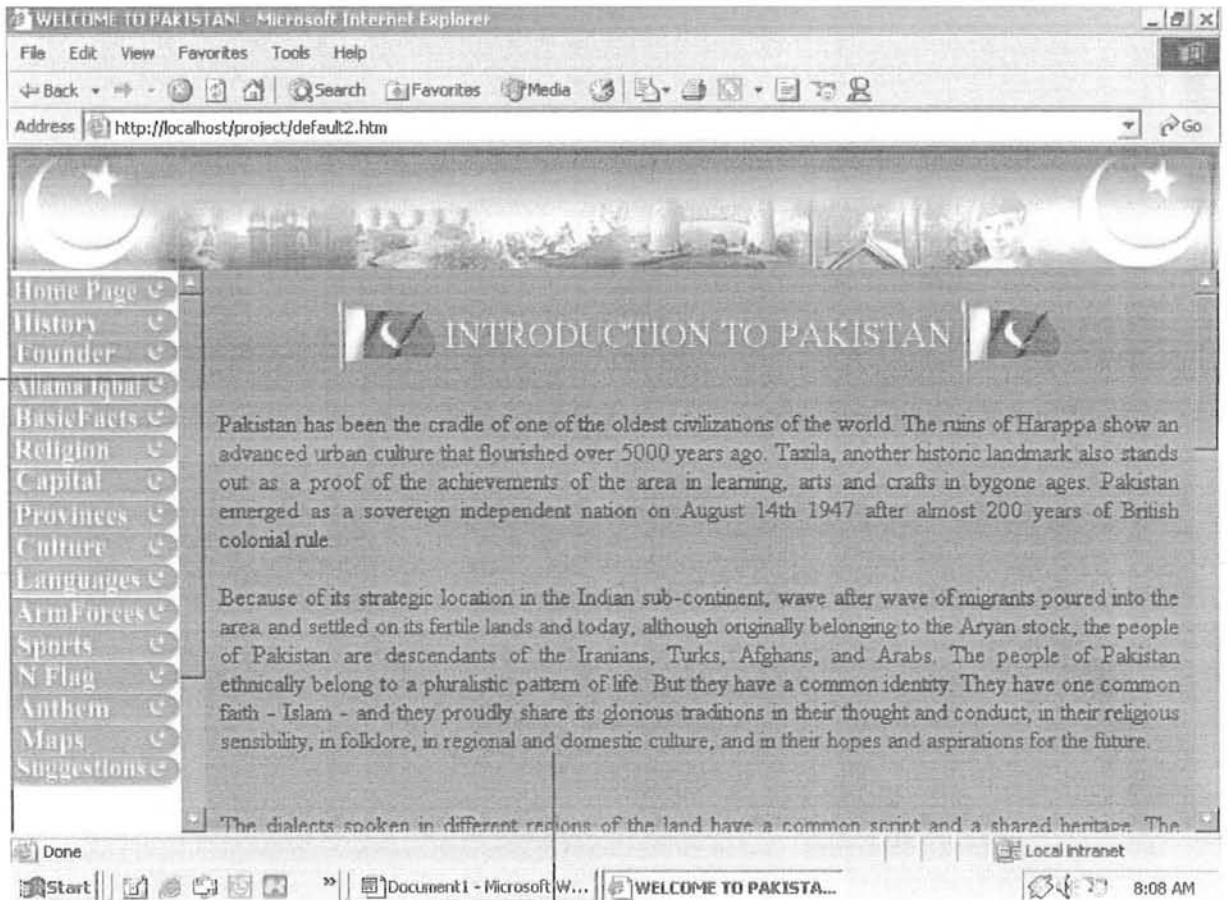 WELCOME TO PAKISTAN! - Microsoft Internet Explorer
File Edit View Favorites Tools Help
Back Search Favorites Media
Address http://localhost/project/default2.htm Go
Home Page
History
Founder
Allama Iqbal
BasicFacts
Religion
Capital
Provinces
Culture
Languages
ArmForces
Sports
N Flag
Anthem
Maps
Suggestions
INTRODUCTION TO PAKISTAN
Pakistan has been the cradle of one of the oldest civilizations of the world. The ruins of Harappa show an
advanced urban culture that flourished over 5000 years ago. Taxila, another historic landmark also stands
out as a proof of the achievements of the area in learning, arts and crafts in bygone ages. Pakistan
emerged as a sovereign independent nation on August 14th 1947 after almost 200 years of British
colonial rule.
Because of its strategic location in the Indian sub-continent, wave after wave of migrants poured into the
area and settled on its fertile lands and today, although originally belonging to the Aryan stock, the people
of Pakistan are descendants of the Iranians, Turks, Afghans, and Arabs. The people of Pakistan
ethnically belong to a pluralistic pattern of life. But they have a common identity. They have one common
faith - Islam - and they proudly share its glorious traditions in their thought and conduct, in their religious
sensibility, in folklore, in regional and domestic culture, and in their hopes and aspirations for the future.
The dialects spoken in different regions of the land have a common script and a shared heritage. The
Done Local intranet
Start » Document1 - Microsoft W... WELCOME TO PAKISTA... 8:08 AM